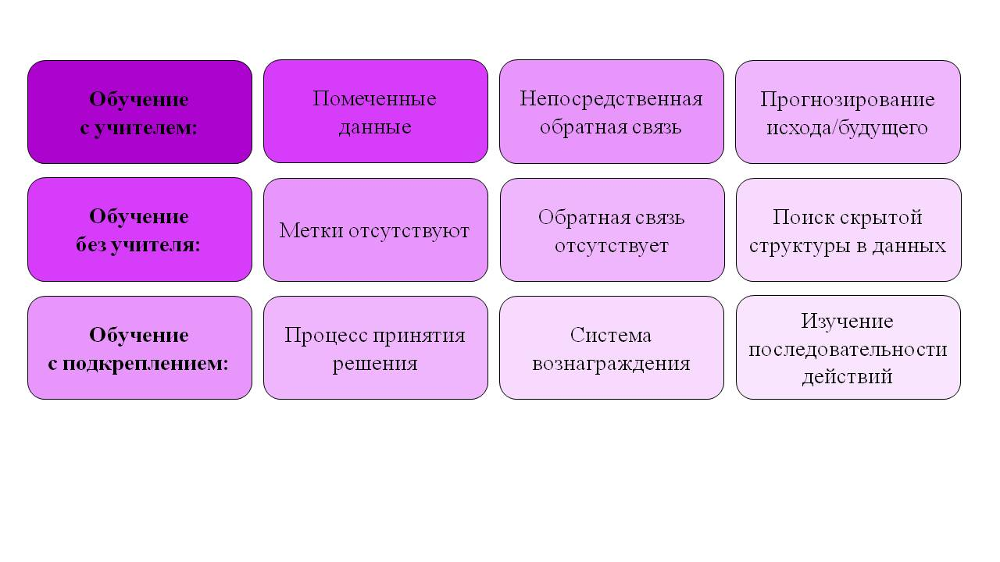 Обучение
с учителем:
Помеченные
данные
Непосредственная
обратная связь
Прогнозирование
исхода/будущего
Обучение
без учителя:
Метки отсутствуют
Обратная связь
отсутствует
Поиск скрытой
структуры в данных
Обучение
с подкреплением:
Процесс принятия
решения
Система
вознаграждения
Изучение
последовательности
действий